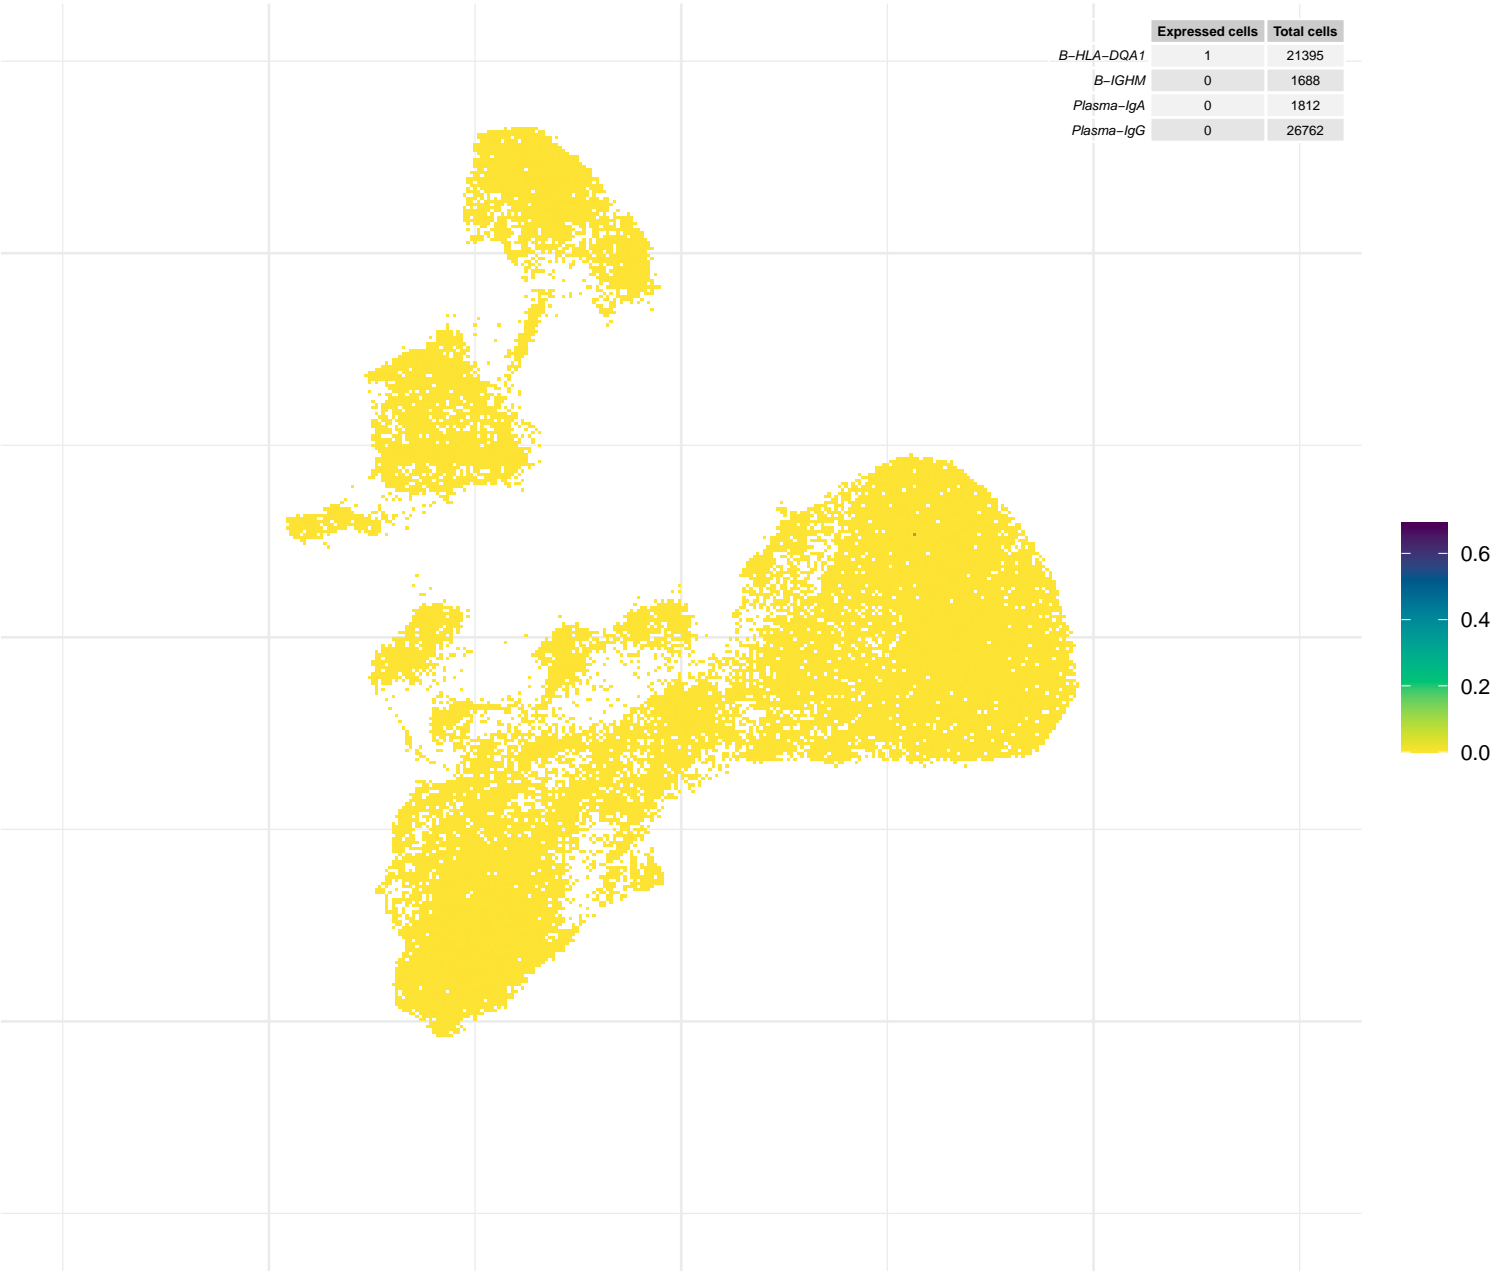 Expressed cells Total cells
B−HLA−DQA1 1 21395
B−IGHM 0 1688
Plasma−IgA 0 1812
Plasma−IgG 0 26762
0.6
0.4
0.2
0.0